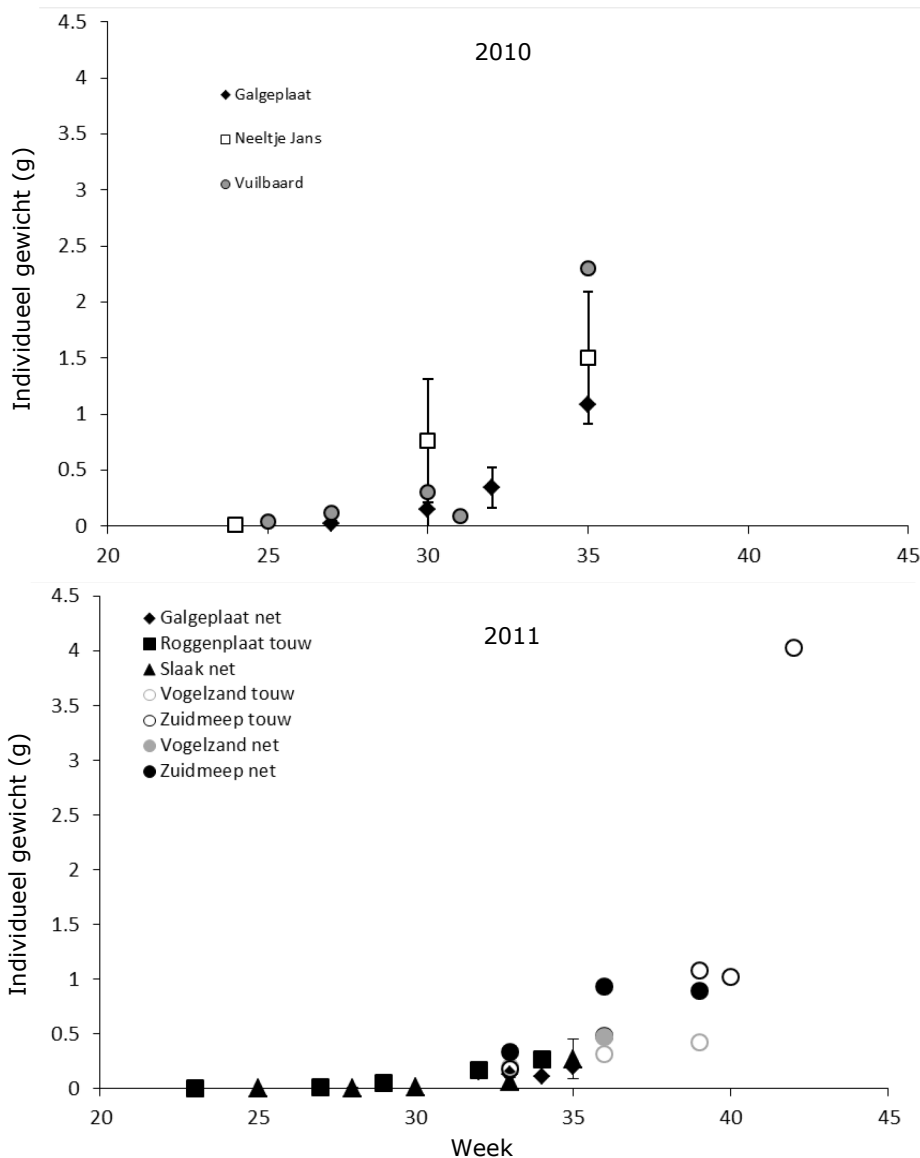 4.5
2010
4
Galgeplaat
3.5
Neeltje Jans
3
Vuilbaard
2.5
2
1.5
1
0.5
0
Individueel gewicht (g)
20 25 30 35 40 45
4.5
Galgeplaat net
2011
Roggenplaat touw
4
Slaak net
Vogelzand touw
3.5
Zuidmeep touw
Vogelzand net
3
Zuidmeep net
2.5
2
1.5
1
0.5
0
Individueel gewicht (g)
20 25 30 35 40 45
Week